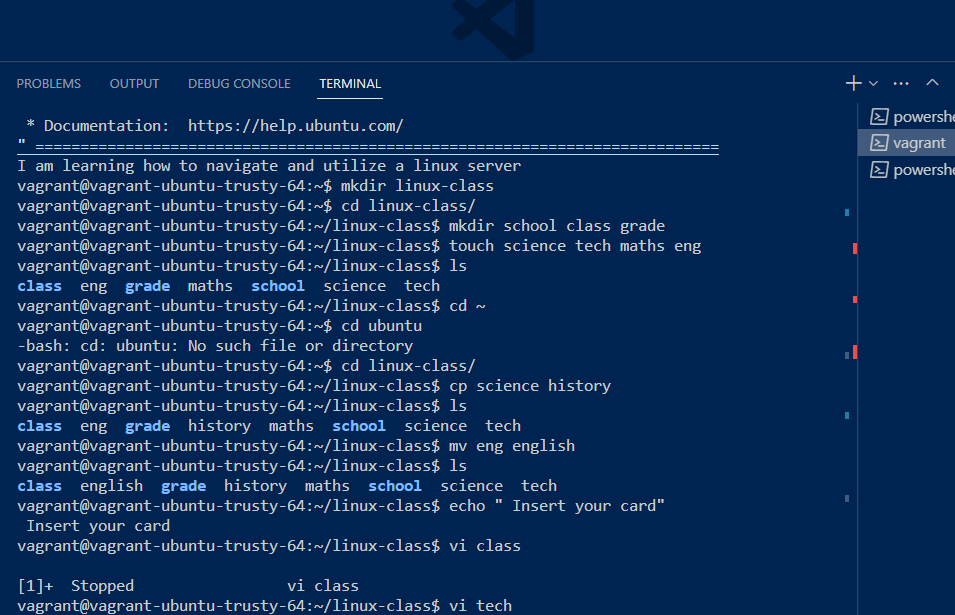 PROBLEMS OUTPUT DEBUG CONSOLE TERMINAL
powershe
vagrant
powershe
* Documentation:  https://help.ubuntu.com/
" ============================================================================
I am learning how to navigate and utilize a linux server
vagrant@vagrant-ubuntu-trusty-64:~$ mkdir linux-class
vagrant@vagrant-ubuntu-trusty-64:~$ cd linux-class/
vagrant@vagrant-ubuntu-trusty-64:~/linux-class$ mkdir school class grade
vagrant@vagrant-ubuntu-trusty-64:~/linux-class$ touch science tech maths eng
vagrant@vagrant-ubuntu-trusty-64:~/linux-class$ ls
class  eng  grade  maths  school  science  tech
vagrant@vagrant-ubuntu-trusty-64:~/linux-class$ cd ~
vagrant@vagrant-ubuntu-trusty-64:~$ cd ubuntu
-bash: cd: ubuntu: No such file or directory
vagrant@vagrant-ubuntu-trusty-64:~$ cd linux-class/
vagrant@vagrant-ubuntu-trusty-64:~/linux-class$ cp science history
vagrant@vagrant-ubuntu-trusty-64:~/linux-class$ ls
class  eng  grade  history  maths  school  science  tech
vagrant@vagrant-ubuntu-trusty-64:~/linux-class$ mv eng english
vagrant@vagrant-ubuntu-trusty-64:~/linux-class$ ls
class  english  grade  history  maths  school  science  tech
vagrant@vagrant-ubuntu-trusty-64:~/linux-class$ echo " Insert your card"
 Insert your card
vagrant@vagrant-ubuntu-trusty-64:~/linux-class$ vi class
[1]+  Stopped                 vi class
vagrant@vagrant-ubuntu-trusty-64:~/linux-class$ vi tech